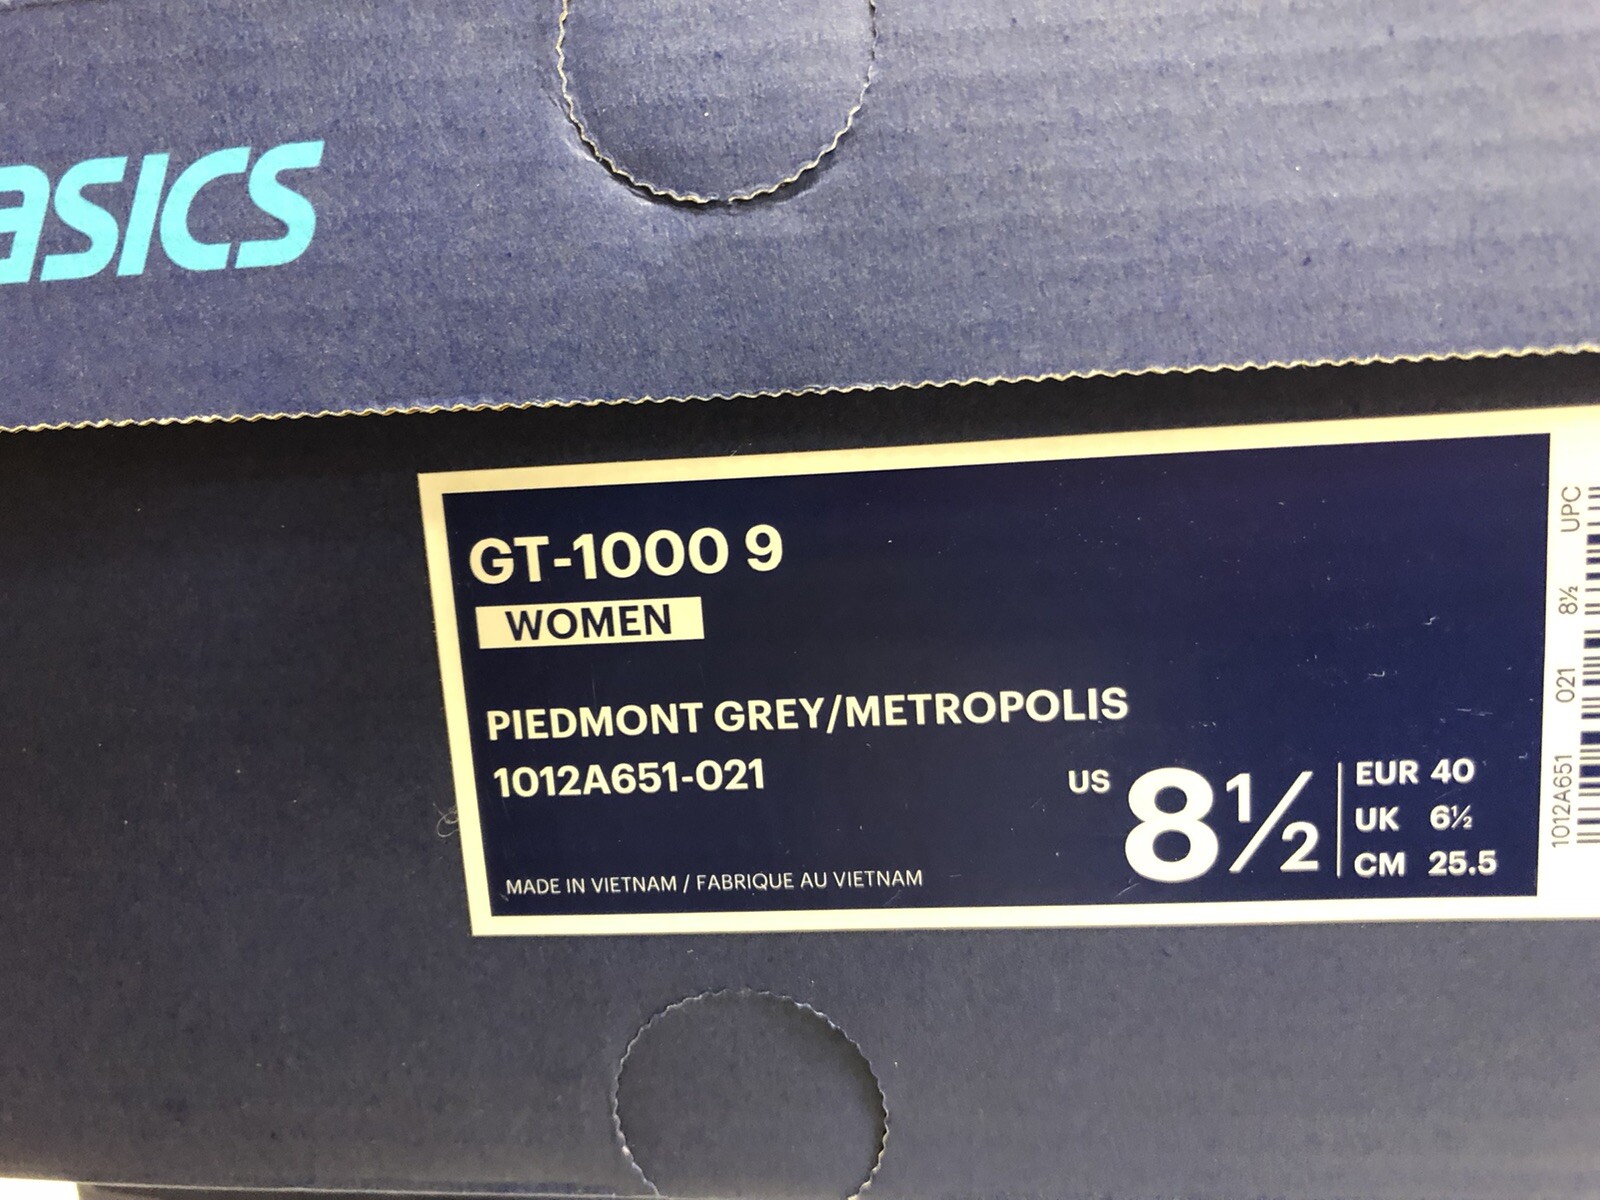 asics
GT-1000 9
WOMEN
PIEDMONT GREY/METROPOLIS
1012A651-021
MADE IN VIETNAM / FABRIQUE AU VIETNAM
US 8½
EUR 40
UK 6½
CM 25.5
1012A651 021 8½ UPC